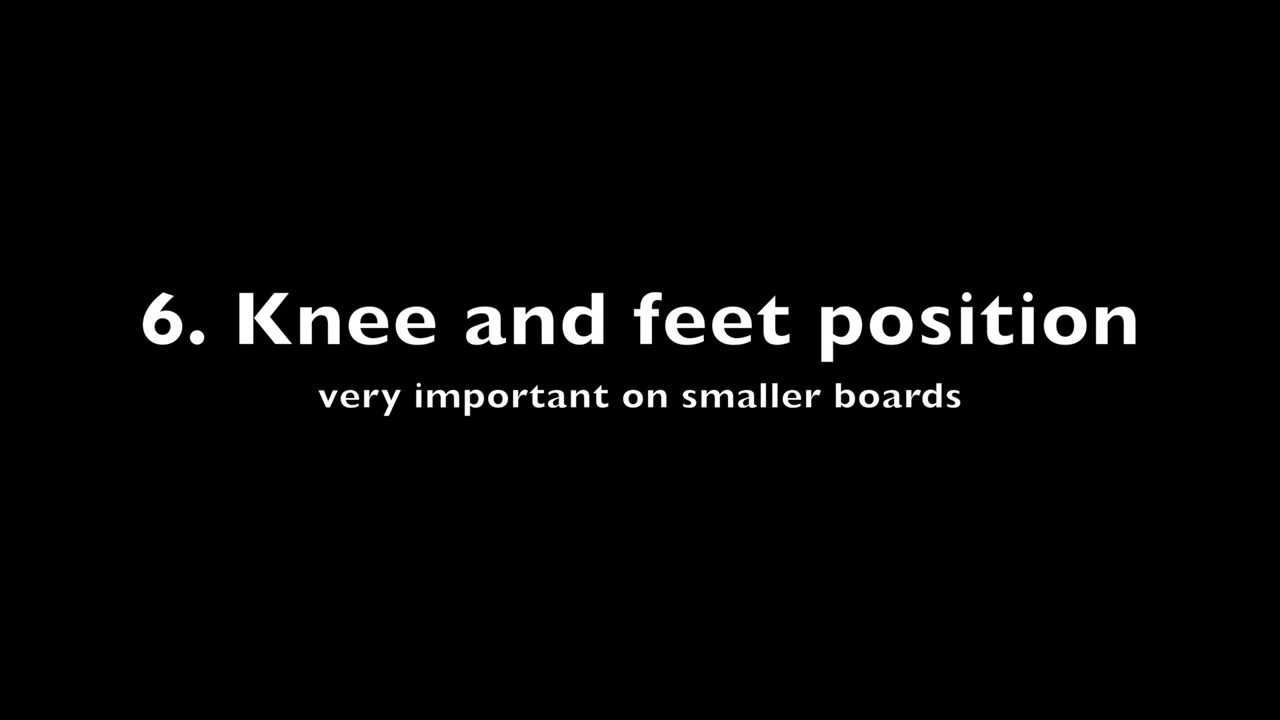 6. Knee and feet position
very important on smaller boards